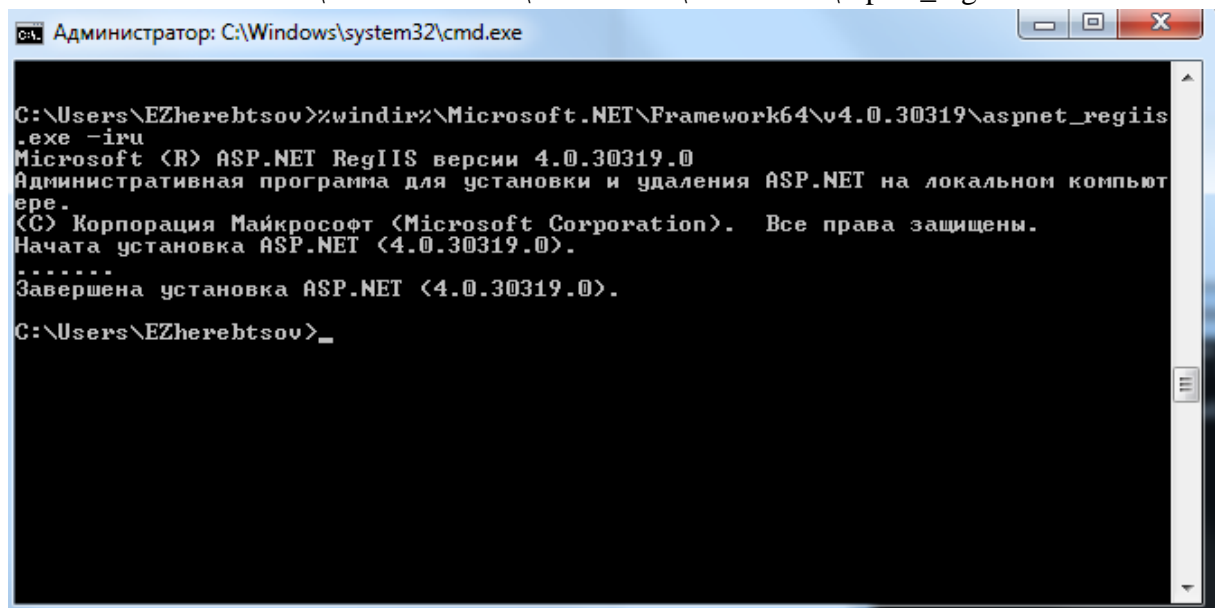 Администратор: C:\Windows\system32\cmd.exe
C:\Users\EZherebtsov>%windir%\Microsoft.NET\Framework64\v4.0.30319\aspnet_regiis
.exe -iru
Microsoft (R) ASP.NET RegIIS версии 4.0.30319.0
Административная программа для установки и удаления ASP.NET на локальном компьют
ере.
(C) Корпорация Майкрософт (Microsoft Corporation).  Все права защищены.
Начата установка ASP.NET (4.0.30319.0).
.......
Завершена установка ASP.NET (4.0.30319.0).
C:\Users\EZherebtsov>_